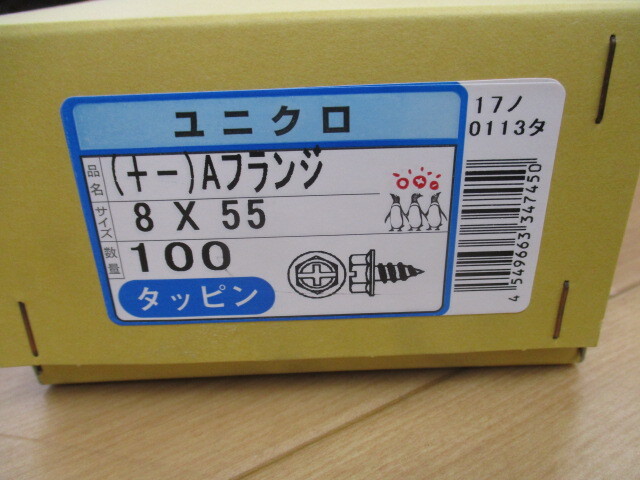 ユニクロ
品名 (+-)Aフランジ
サイズ 8 X 55
数量 100
タッピン
17ノ
0113タ
4 549663 347450